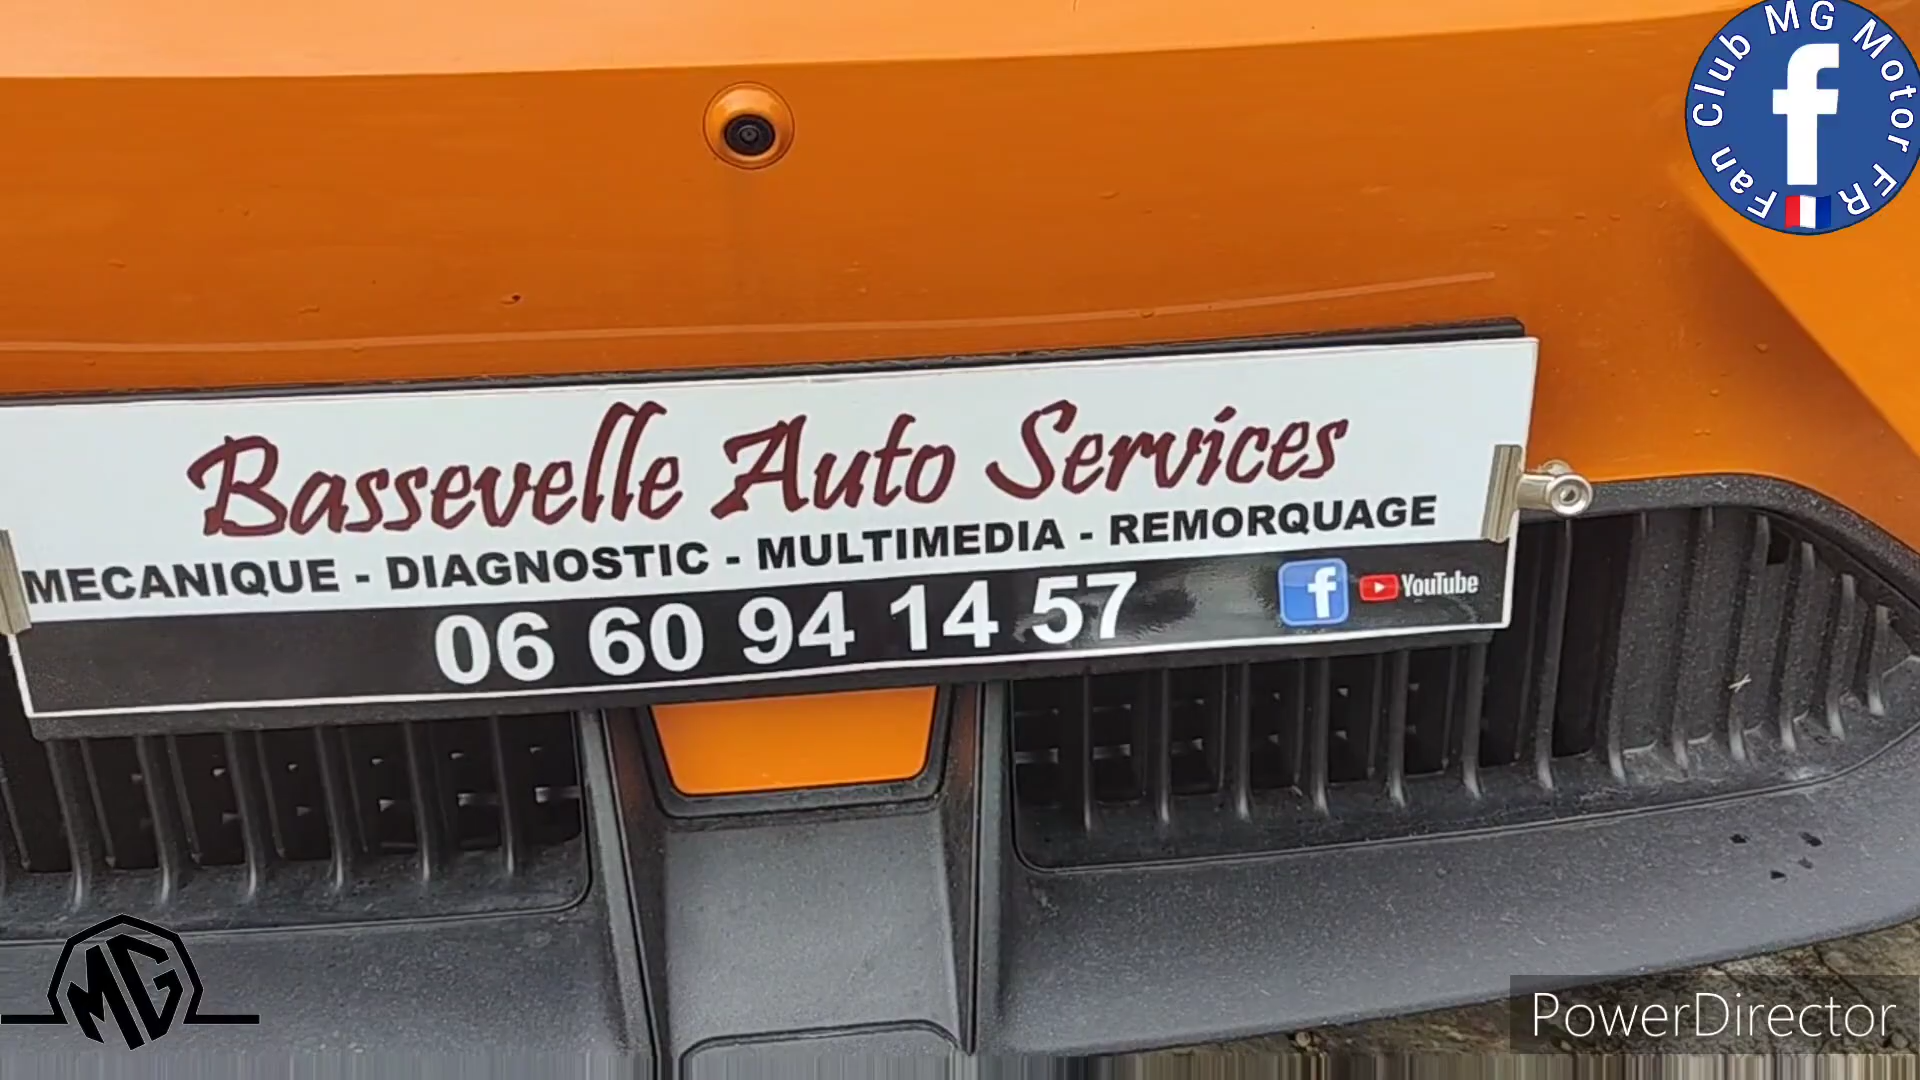 Fan Club MG Motor FR
f
Bassevelle Auto Services
MECANIQUE - DIAGNOSTIC - MULTIMEDIA - REMORQUAGE
06 60 94 14 57
f YouTube
MG
PowerDirector